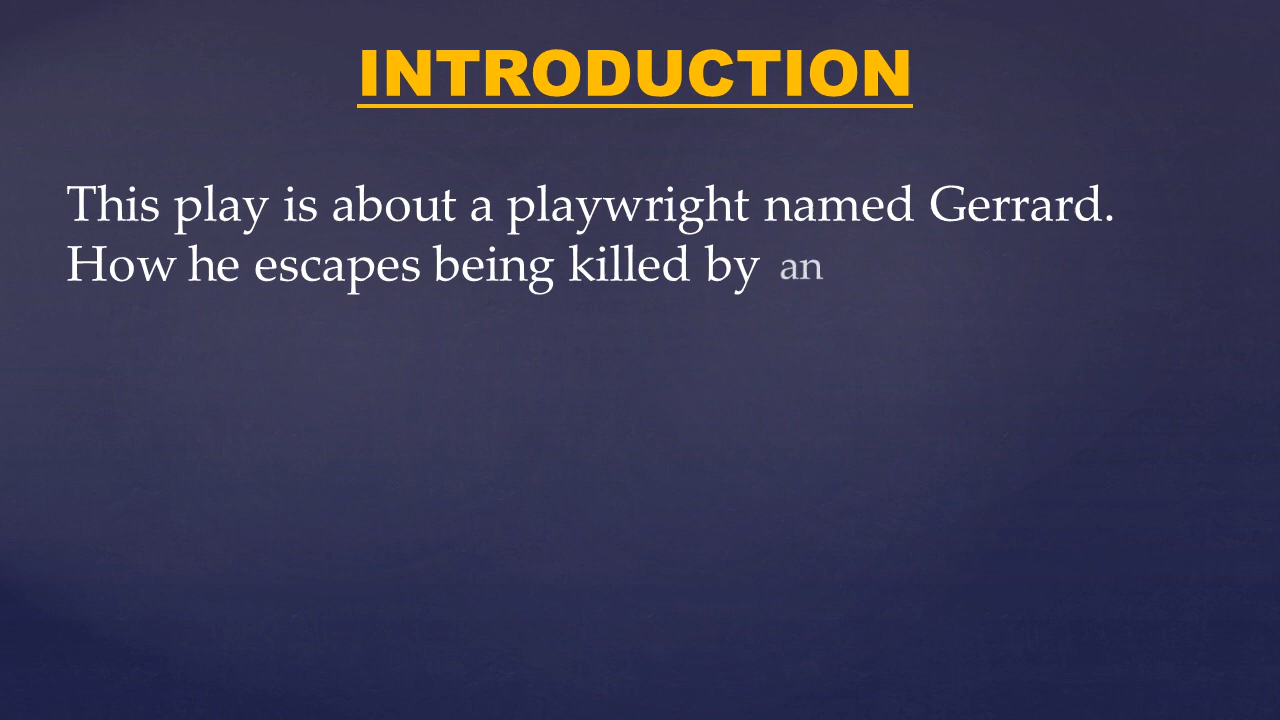 INTRODUCTION
This play is about a playwright named Gerrard.
How he escapes being killed by an